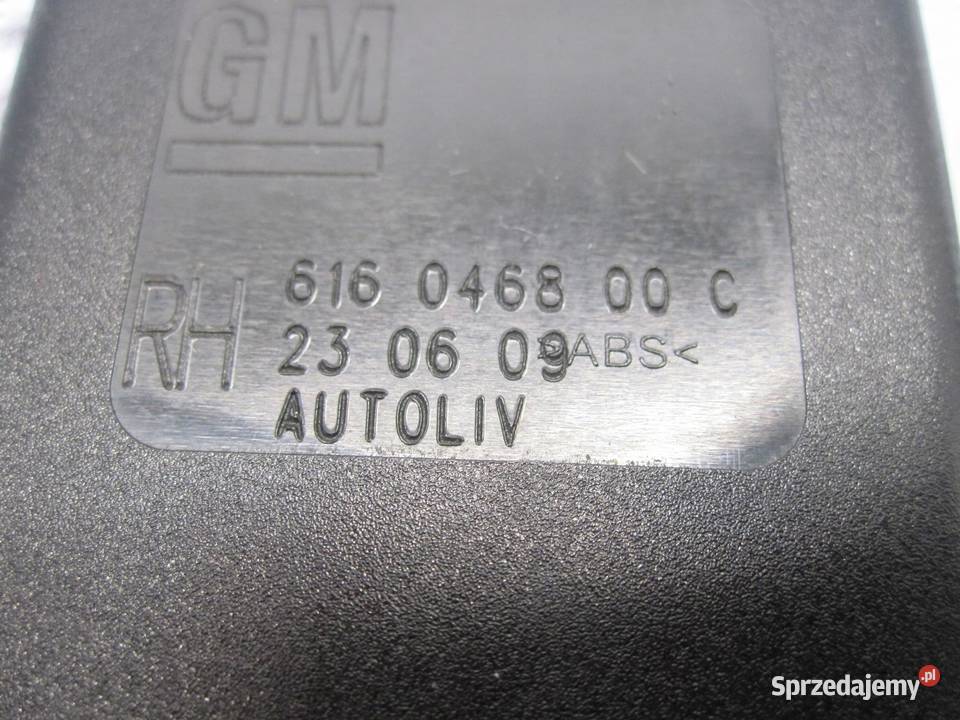 GM
RH
616 0468 00 C
23 06 09 >ABS<
AUTOLIV
Sprzedajemy.pl